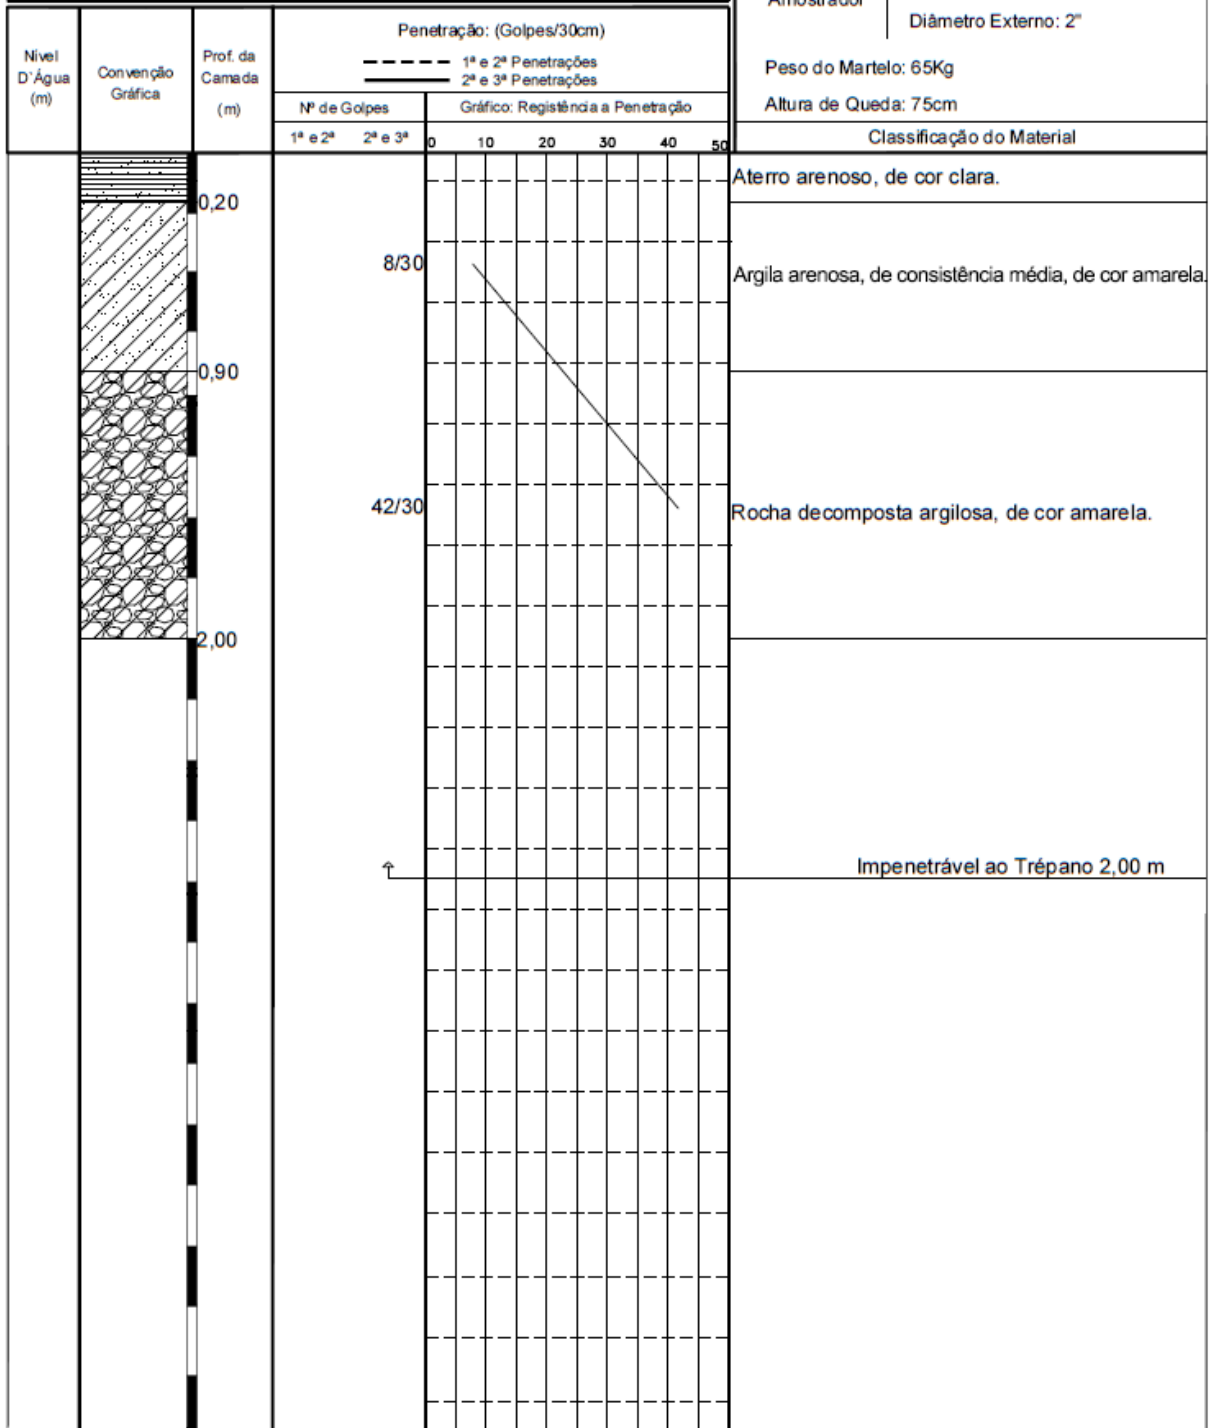 Amostrador
Diâmetro Externo: 2"
Peso do Martelo: 65Kg
Altura de Queda: 75cm
Classificação do Material
Nivel
D`Água
(m)
Convenção
Gráfica
Prof. da
Camada
(m)
Penetração: (Golpes/30cm)
1ª e 2ª Penetrações
2ª e 3ª Penetrações
Nº de Golpes
Gráfico: Registência a Penetração
1ª e 2ª 2ª e 3ª
0 10 20 30 40 50
Aterro arenoso, de cor clara.
0,20
8/30
Argila arenosa, de consistência média, de cor amarela.
0,90
42/30
Rocha decomposta argilosa, de cor amarela.
2,00
Impenetrável ao Trépano 2,00 m